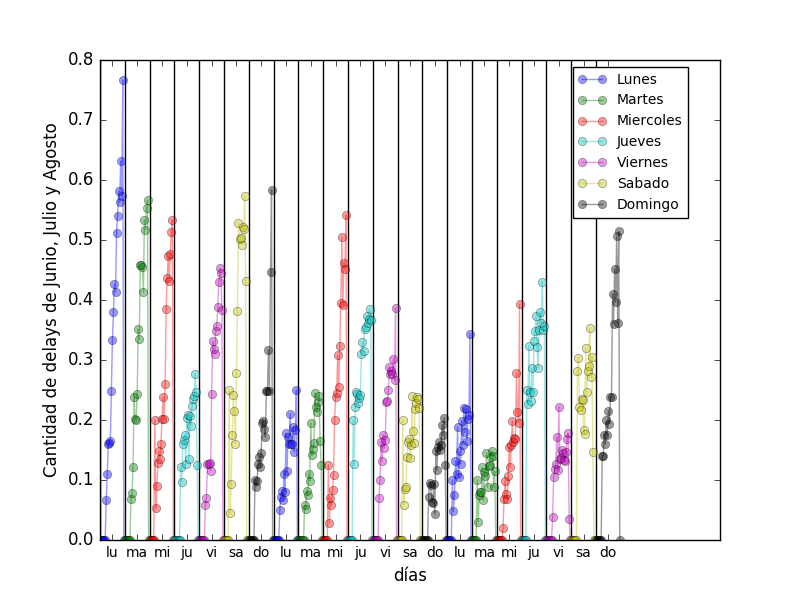 Cantidad de delays de Junio, Julio y Agosto
0.8
0.7
0.6
0.5
0.4
0.3
0.2
0.1
0.0
Lunes
Martes
Miercoles
Jueves
Viernes
Sabado
Domingo
lu ma mi ju vi sa do lu ma mi ju vi sa do lu ma mi ju vi sa do
días